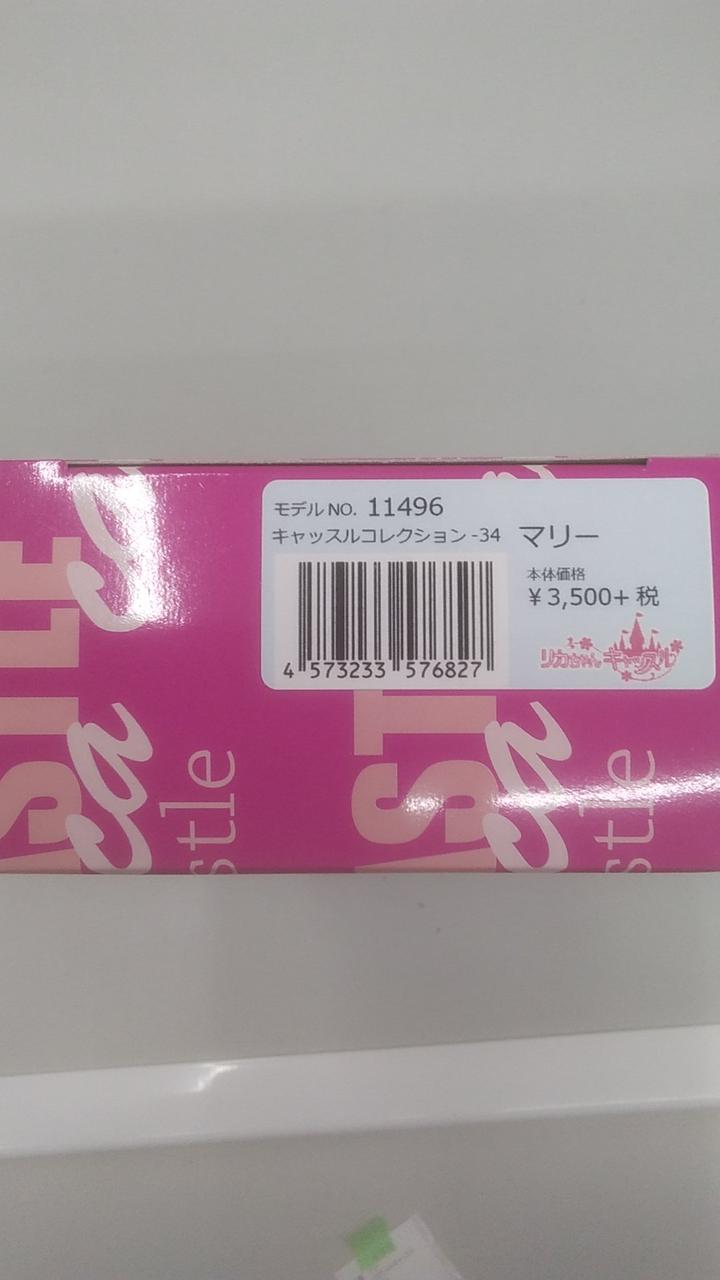 モデルNO. 11496
キャッスルコレクション-34 マリー
本体価格
¥3,500+税
4 573233 576827
リカちゃん キャッスル
CASTLE
stle
stle